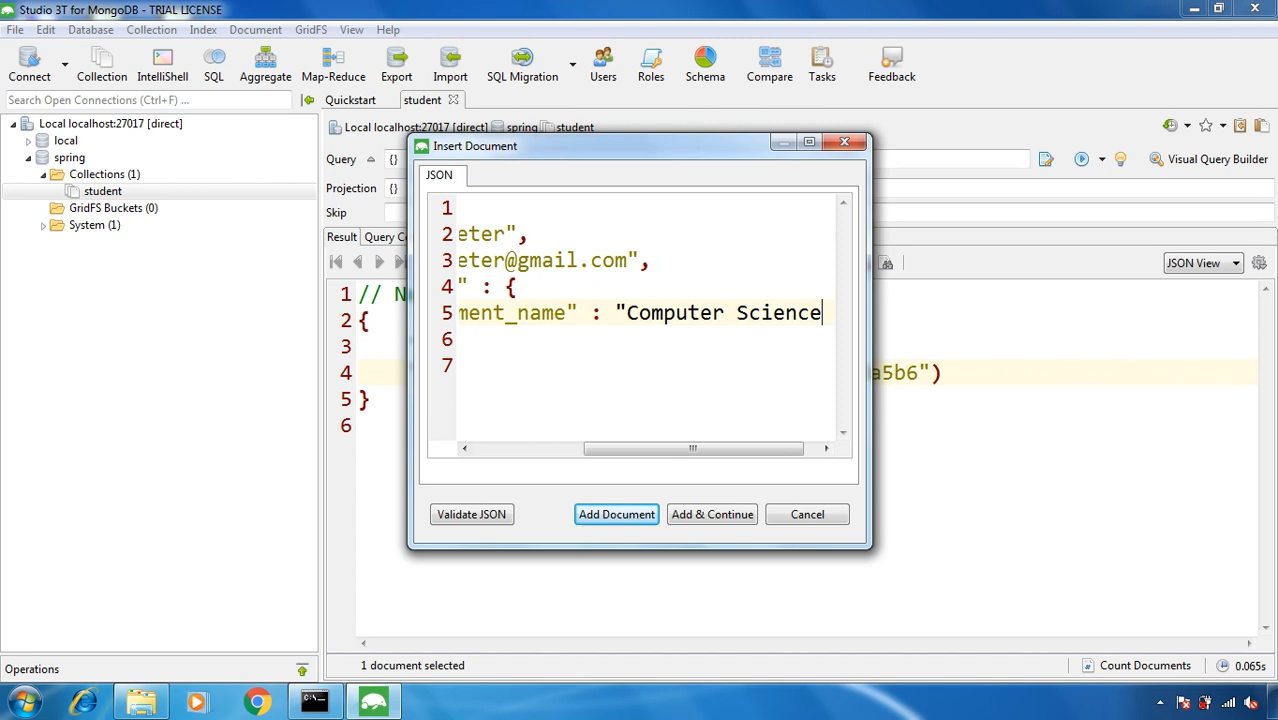 Studio 3T for MongoDB - TRIAL LICENSE
File Edit Database Collection Index Document GridFS View Help
Connect Collection IntelliShell SQL Aggregate Map-Reduce Export Import SQL Migration Users Roles Schema Compare Tasks Feedback
Search Open Connections (Ctrl+F) ...
Quickstart student
Local localhost:27017 [direct]
local
spring
Collections (1)
student
GridFS Buckets (0)
System (1)
Local localhost:27017 [direct] spring student
Query {}
Visual Query Builder
Projection {}
Skip
Result Query Co
JSON View
1 // N
2 {
3
4 a5b6")
5 }
6
Insert Document
JSON
1
2 eter",
3 eter@gmail.com",
4 " : {
5 ment_name" : "Computer Science
6
7
Validate JSON Add Document Add & Continue Cancel
Operations
1 document selected
Count Documents 0.065s
C:\.